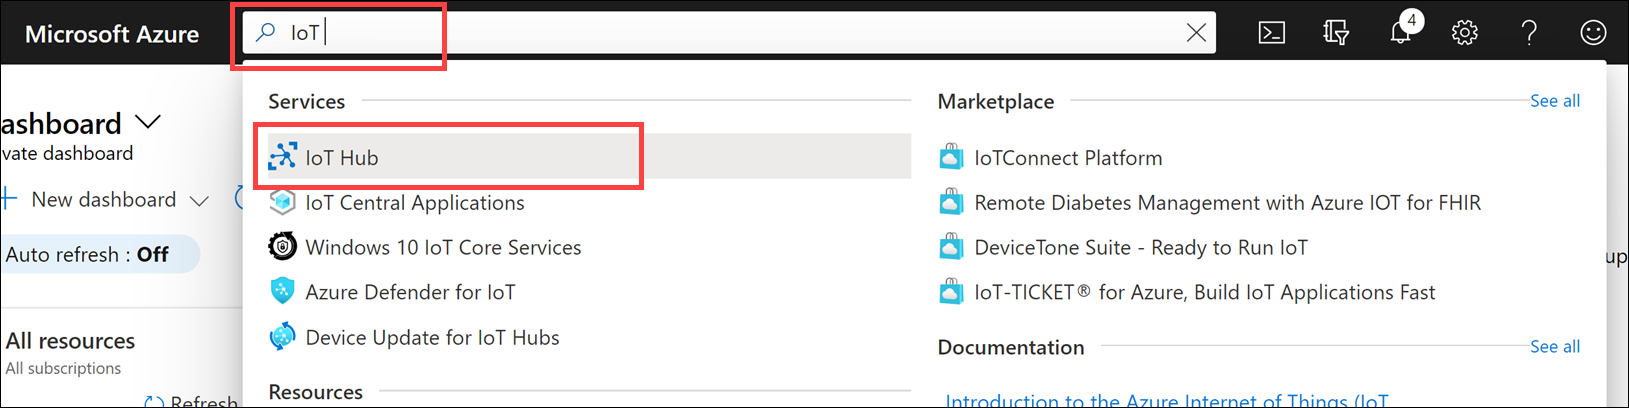 Microsoft Azure
IoT
4
ashboard
vate dashboard
New dashboard
Auto refresh : Off
All resources
All subscriptions
Refresh
Services
IoT Hub
IoT Central Applications
Windows 10 IoT Core Services
Azure Defender for IoT
Device Update for IoT Hubs
Resources
Marketplace
See all
IoTConnect Platform
Remote Diabetes Management with Azure IOT for FHIR
DeviceTone Suite - Ready to Run IoT
IoT-TICKET® for Azure, Build IoT Applications Fast
Documentation
See all
Introduction to the Azure Internet of Things (IoT
up